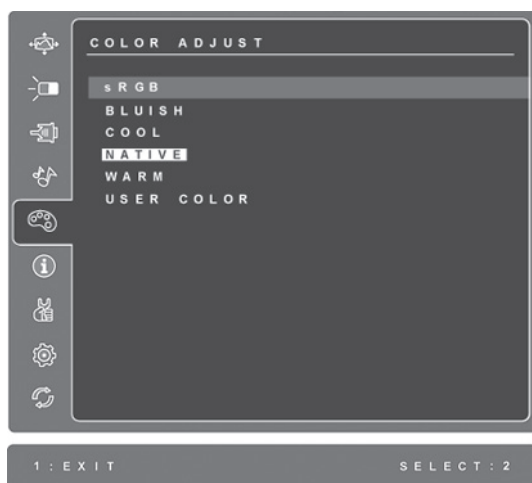 COLOR ADJUST
sRGB
BLUISH
COOL
NATIVE
WARM
USER COLOR
1:EXIT SELECT:2